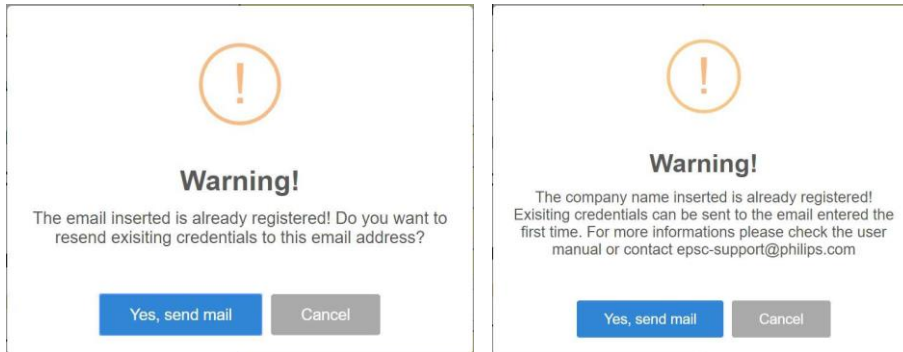 !
Warning!
The email inserted is already registered! Do you want to
resend exisiting credentials to this email address?
Yes, send mail
Cancel
!
Warning!
The company name inserted is already registered!
Exisiting credentials can be sent to the email entered the
first time. For more informations please check the user
manual or contact epsc-support@philips.com
Yes, send mail
Cancel